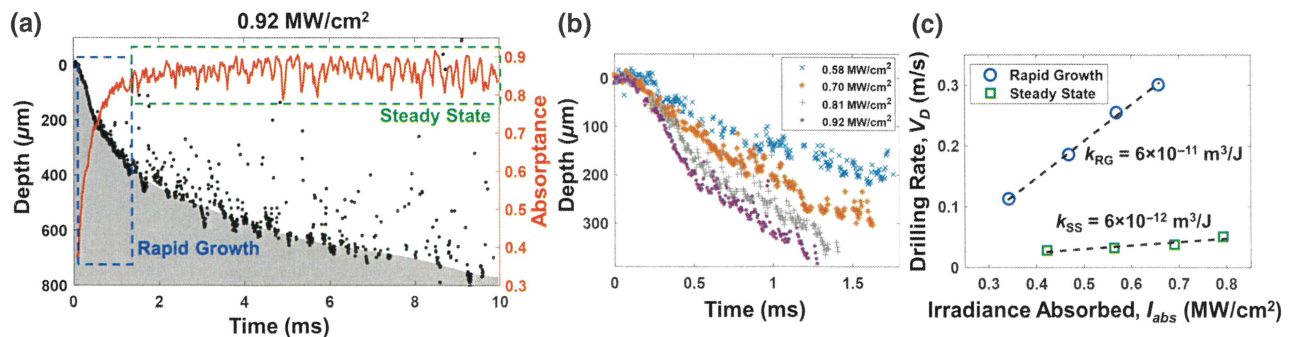 (a)
0.92 MW/cm²
0
200
400
600
800
Depth (µm)
0.9
0.8
0.7
0.6
0.5
0.4
0.3
Absorptance
Steady State
Rapid Growth
0
2
4
6
8
10
Time (ms)
(b)
0
100
200
300
Depth (µm)
0.58 MW/cm²
0.70 MW/cm²
0.81 MW/cm²
0.92 MW/cm²
0
0.5
1
1.5
Time (ms)
(c)
Drilling Rate, V_D (m/s)
0.3
0.2
0.1
0
Rapid Growth
Steady State
k_RG = 6×10⁻¹¹ m³/J
k_SS = 6×10⁻¹² m³/J
0.3
0.4
0.5
0.6
0.7
0.8
Irradiance Absorbed, I_abs (MW/cm²)